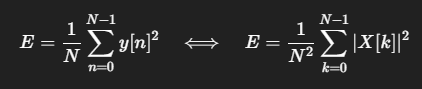 E = \frac{1}{N} \sum_{n=0}^{N-1} y[n]^2 \iff E = \frac{1}{N^2} \sum_{k=0}^{N-1} |X[k]|^2